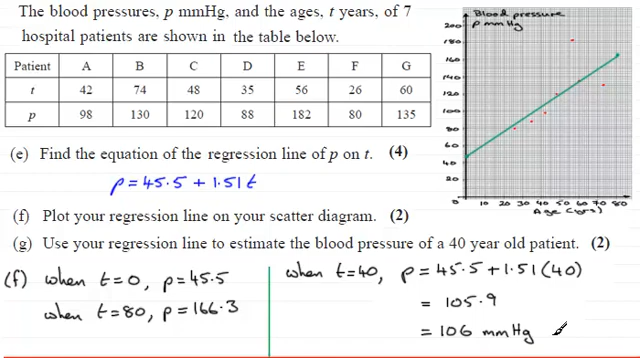 The blood pressures, p mmHg, and the ages, t years, of 7
hospital patients are shown in the table below.
Patient A B C D E F G
t 42 74 48 35 56 26 60
p 98 130 120 88 182 80 135
Blood pressure
p mmHg
200
180
160
140
120
100
80
60
40
20
0 10 20 30 40 50 60 70 80
Age (yrs)
(e) Find the equation of the regression line of p on t. (4)
p = 45.5 + 1.51t
(f) Plot your regression line on your scatter diagram. (2)
(g) Use your regression line to estimate the blood pressure of a 40 year old patient. (2)
(f) when t=0, p=45.5
when t=80, p=166.3
when t=40, p = 45.5 + 1.51(40)
= 105.9
= 106 mmHg